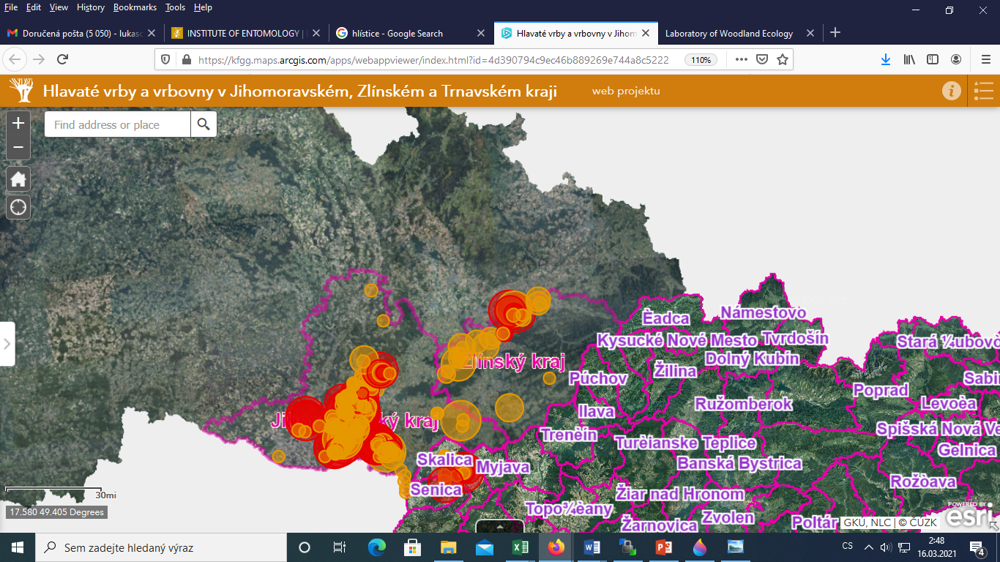 File Edit View History Bookmarks Tools Help
Doručená pošta (5 050) - lukasc
INSTITUTE OF ENTOMOLOGY |
hlístice - Google Search
Hlavaté vrby a vrbovny v Jihom
Laboratory of Woodland Ecology
https://kfgg.maps.arcgis.com/apps/webappviewer/index.html?id=4d390794c9ec46b889269e744a8c5222
110%
Hlavaté vrby a vrbovny v Jihomoravském, Zlínském a Trnavském kraji
web projektu
Find address or place
Èadca
Námestovo
Kysucké Nové Mesto
Tvrdošín
Stará ¼ubovo
Dolný Kubín
Zlínský kraj
Žilina
Púchov
Sabin
Poprad
Ružomberok
Levoèa
Ilava
ký kraj
Spišská Nová Ve
Trenèín
Turèianske Teplice
Gelnica
Skalica
Myjava
Banská Bystrica
Rožòava
Senica
Žiar nad Hronom
30mi
Topo¾èany
Zvolen
17.580 49.405 Degrees
Žarnovica
Poltár
GKÚ, NLC | © ČÚZK
POWERED BY
esri
Sem zadejte hledaný výraz
CS
2:48
16.03.2021
4